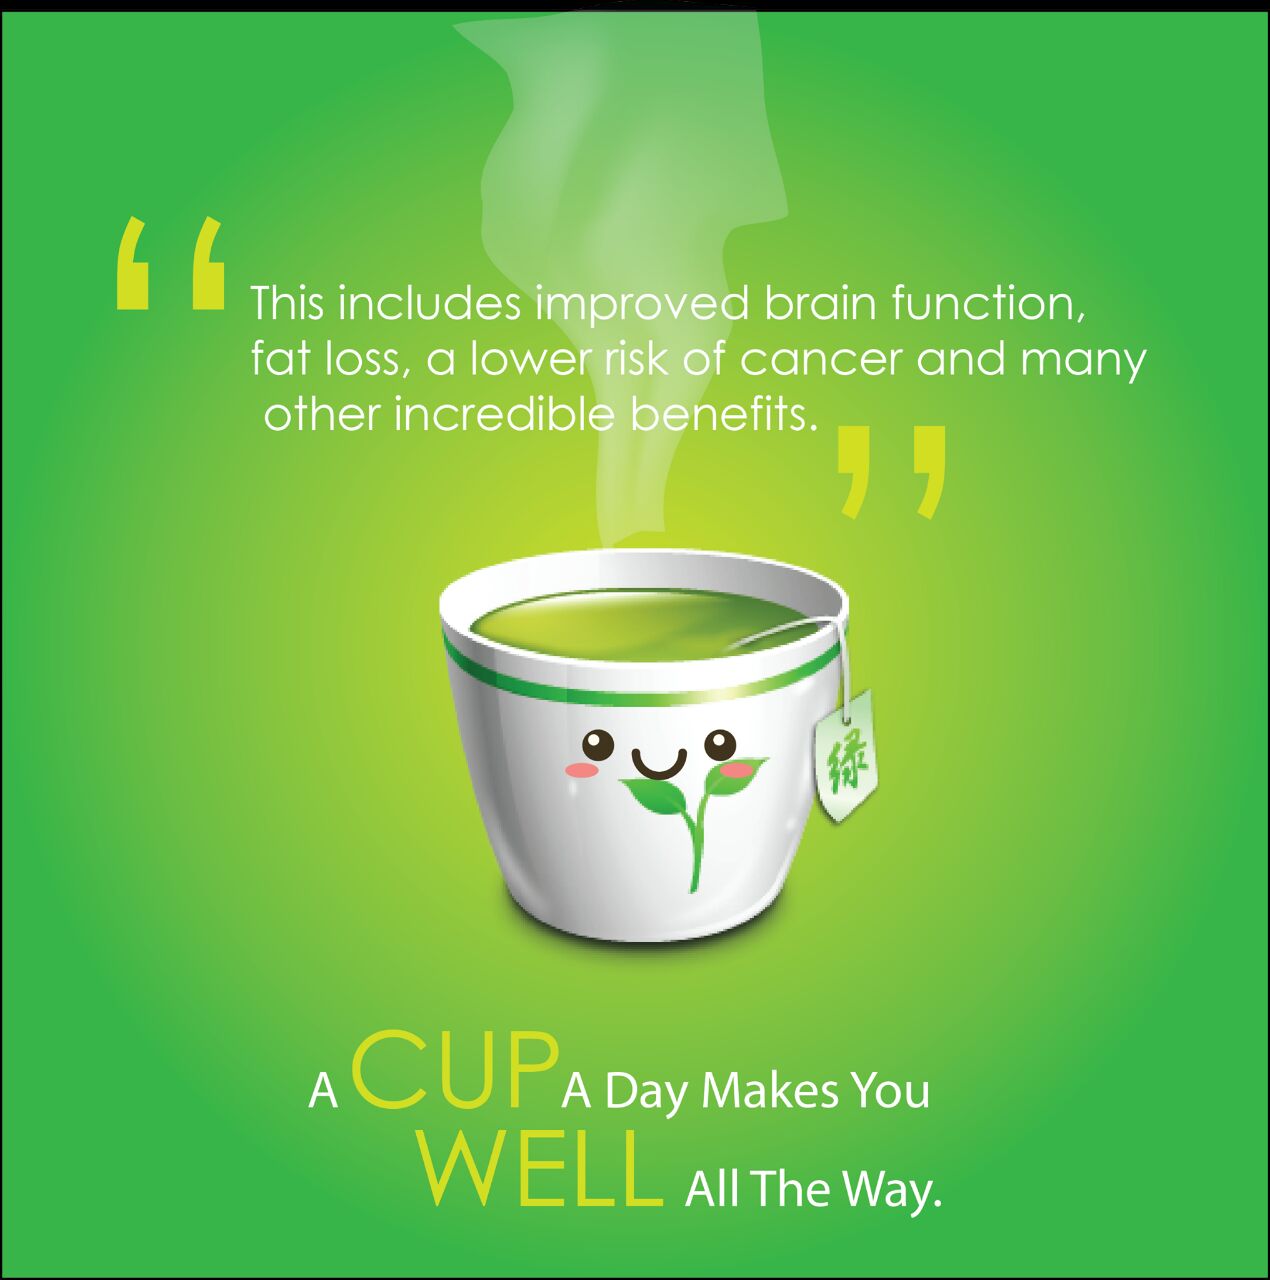 “This includes improved brain function,
fat loss, a lower risk of cancer and many
other incredible benefits.”
绿
A CUP A Day Makes You
WELL All The Way.